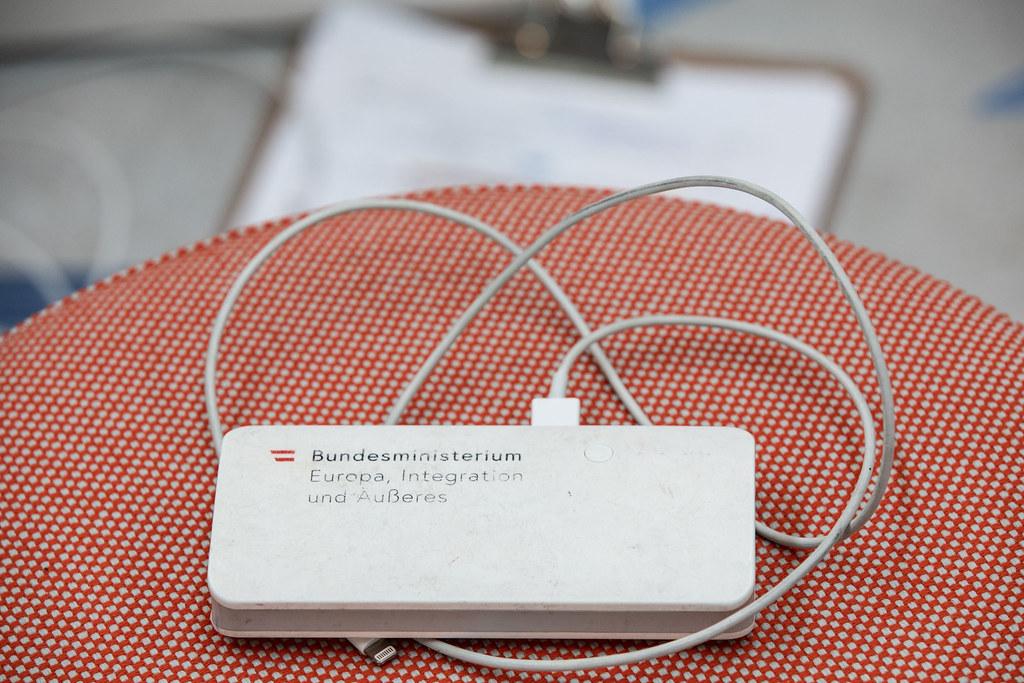 Bundesministerium
Europa, Integration
und Äußeres